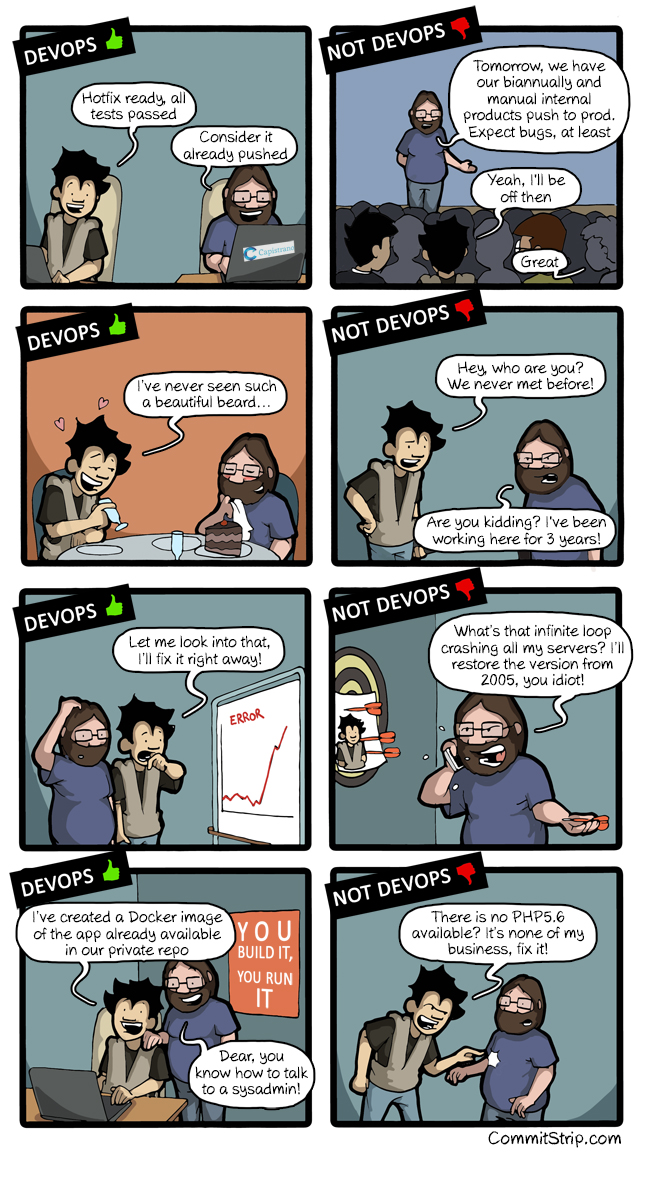 DEVOPS
Hotfix ready, all
tests passed
Consider it
already pushed
Capistrano
NOT DEVOPS
Tomorrow, we have
our biannually and
manual internal
products push to prod.
Expect bugs, at least
Yeah, I'll be
off then
Great
DEVOPS
I've never seen such
a beautiful beard...
NOT DEVOPS
Hey, who are you?
We never met before!
Are you kidding? I've been
working here for 3 years!
DEVOPS
Let me look into that,
I'll fix it right away!
ERROR
NOT DEVOPS
What's that infinite loop
crashing all my servers? I'll
restore the version from
2005, you idiot!
DEVOPS
I've created a Docker image
of the app already available
in our private repo
YOU
BUILD IT,
YOU RUN
IT
Dear, you
know how to talk
to a sysadmin!
NOT DEVOPS
There is no PHP5.6
available? It's none of my
business, fix it!
CommitStrip.com